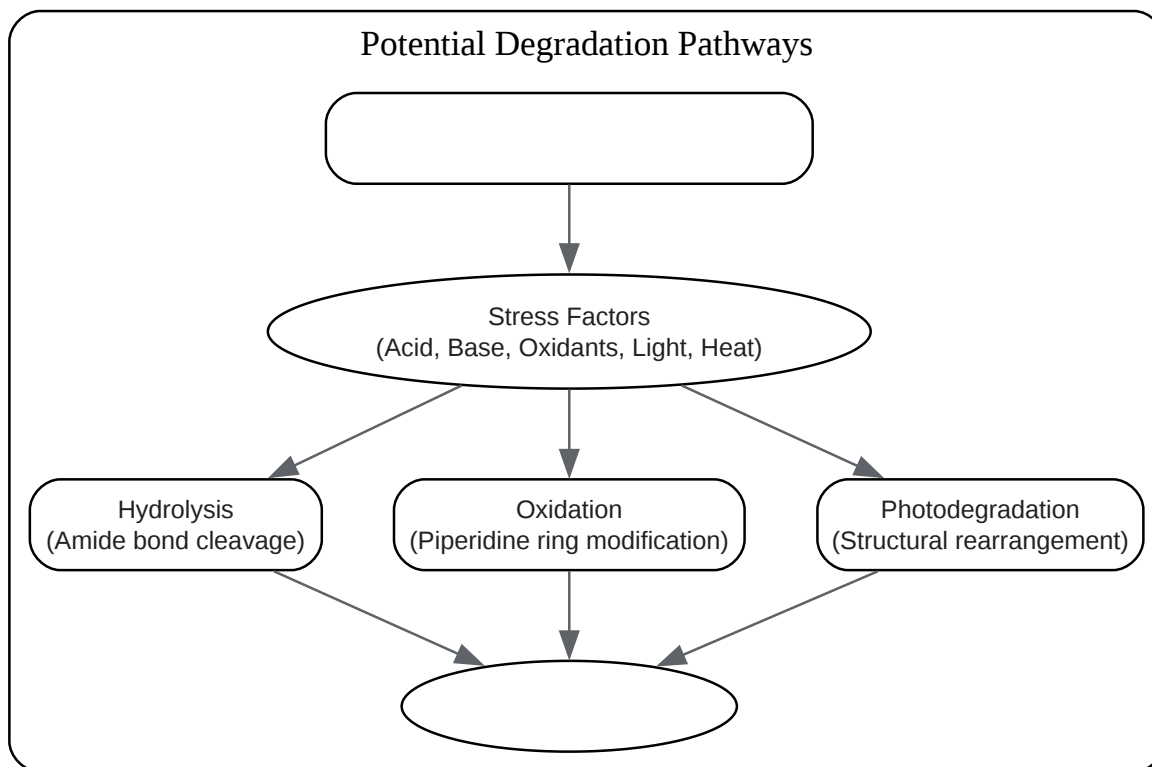 Potential Degradation Pathways
Stress Factors
(Acid, Base, Oxidants, Light, Heat)
Hydrolysis
(Amide bond cleavage)
Oxidation
(Piperidine ring modification)
Photodegradation
(Structural rearrangement)